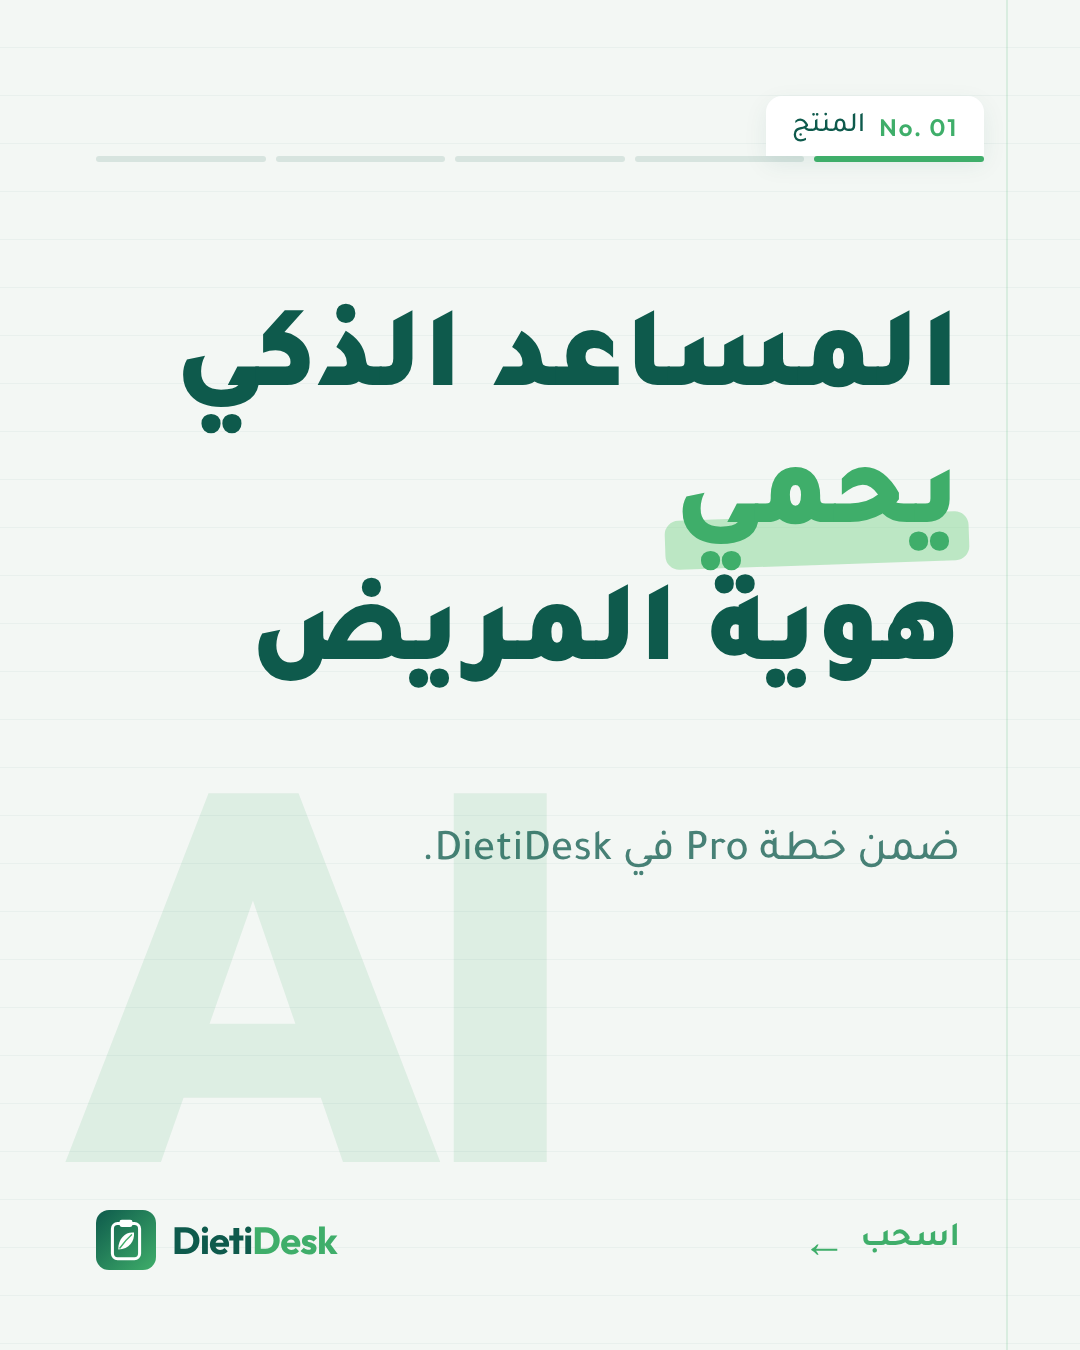 No. 01 المنتج
المساعد الذكي
يحمي
هوية المريض
ضمن خطة Pro في DietiDesk.
AI
اسحب ←
DietiDesk